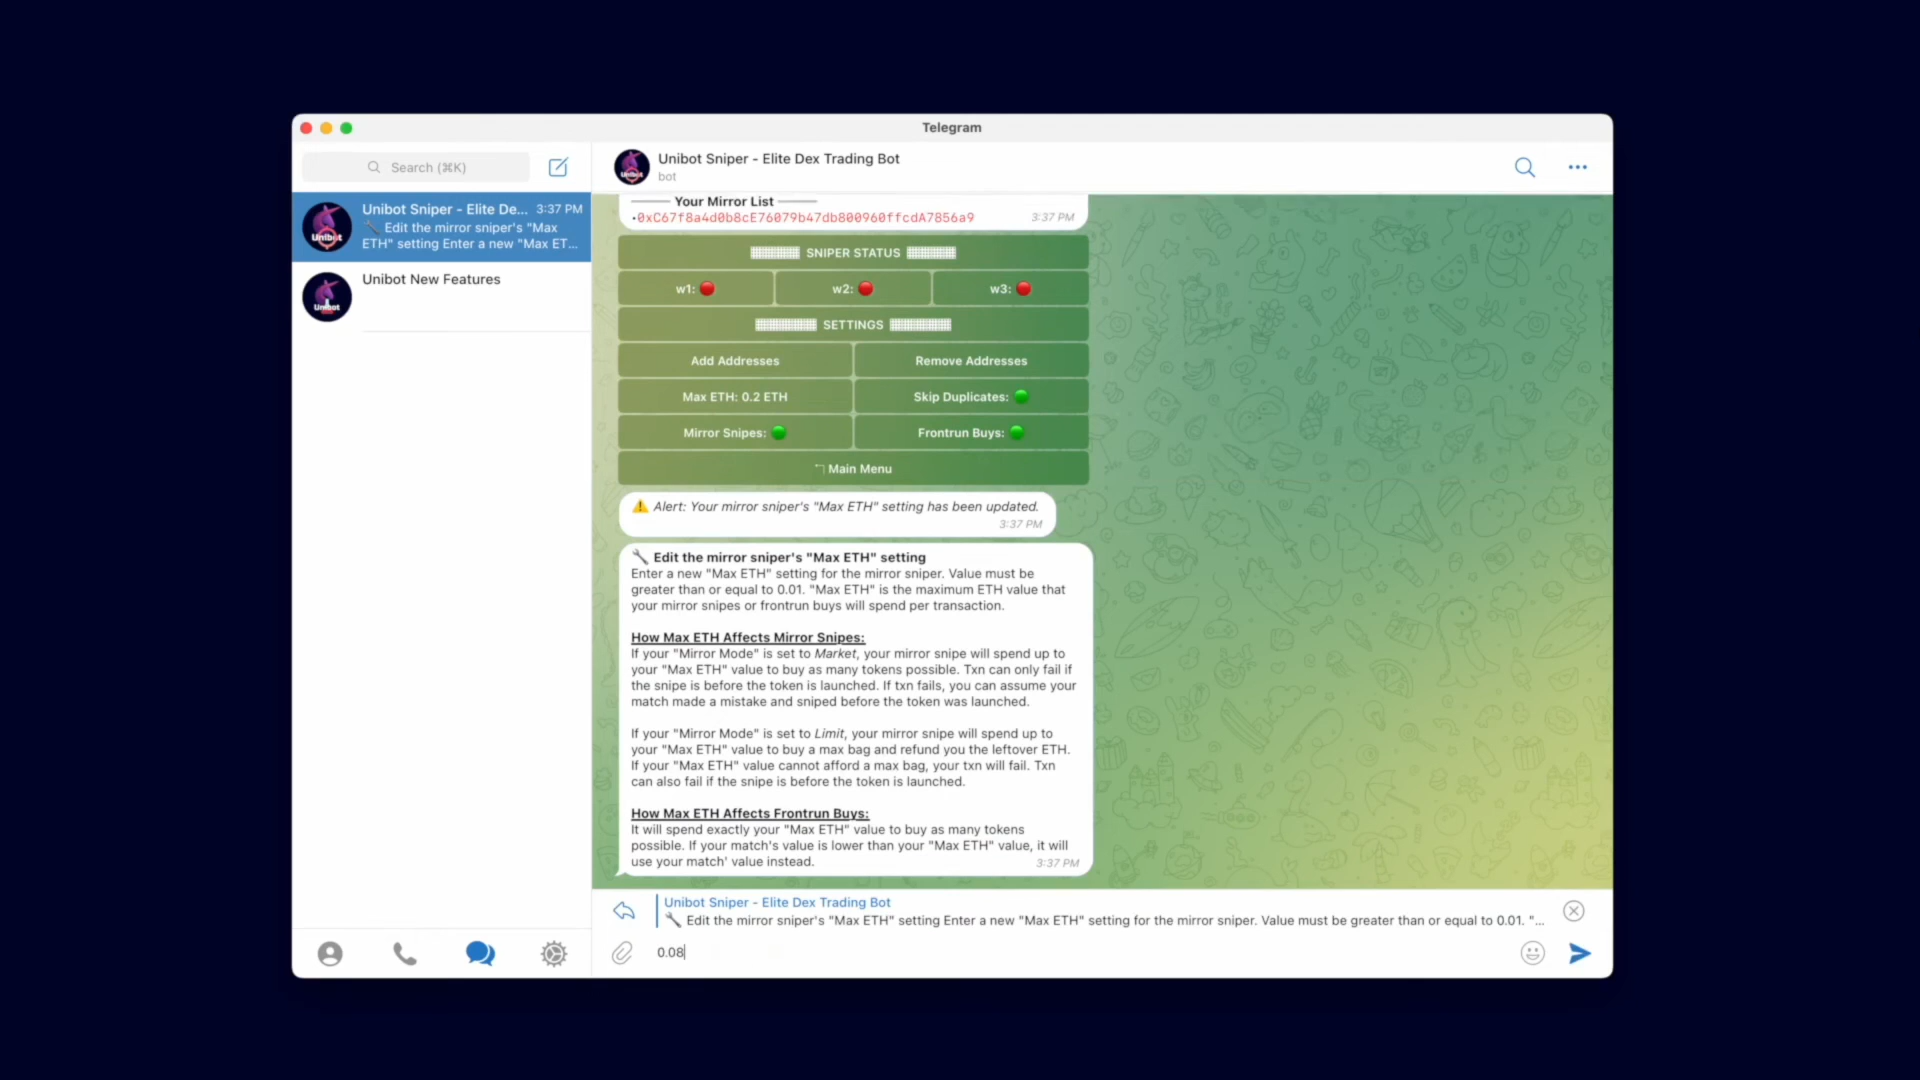 Telegram
Search (⌘K)
Unibot Sniper - Elite De... 3:37 PM
🔧 Edit the mirror sniper's "Max
ETH" setting Enter a new "Max ET...
Unibot
Unibot New Features
Unibot
Unibot Sniper - Elite Dex Trading Bot
bot
Your Mirror List
•0xC67f8a4d0b8cE76079b47db800960ffcdA7856a9 3:37 PM
SNIPER STATUS
w1: 🔴 w2: 🔴 w3: 🔴
SETTINGS
Add Addresses Remove Addresses
Max ETH: 0.2 ETH Skip Duplicates: 🟢
Mirror Snipes: 🟢 Frontrun Buys: 🟢
Main Menu
⚠️ Alert: Your mirror sniper's "Max ETH" setting has been updated.
3:37 PM
🔧 Edit the mirror sniper's "Max ETH" setting
Enter a new "Max ETH" setting for the mirror sniper. Value must be
greater than or equal to 0.01. "Max ETH" is the maximum ETH value that
your mirror snipes or frontrun buys will spend per transaction.
How Max ETH Affects Mirror Snipes:
If your "Mirror Mode" is set to Market, your mirror snipe will spend up to
your "Max ETH" value to buy as many tokens possible. Txn can only fail if
the snipe is before the token is launched. If txn fails, you can assume your
match made a mistake and sniped before the token was launched.
If your "Mirror Mode" is set to Limit, your mirror snipe will spend up to
your "Max ETH" value to buy a max bag and refund you the leftover ETH.
If your "Max ETH" value cannot afford a max bag, your txn will fail. Txn
can also fail if the snipe is before the token is launched.
How Max ETH Affects Frontrun Buys:
It will spend exactly your "Max ETH" value to buy as many tokens
possible. If your match's value is lower than your "Max ETH" value, it will
use your match' value instead. 3:37 PM
Unibot Sniper - Elite Dex Trading Bot
🔧 Edit the mirror sniper's "Max ETH" setting Enter a new "Max ETH" setting for the mirror sniper. Value must be greater than or equal to 0.01. "...
0.08